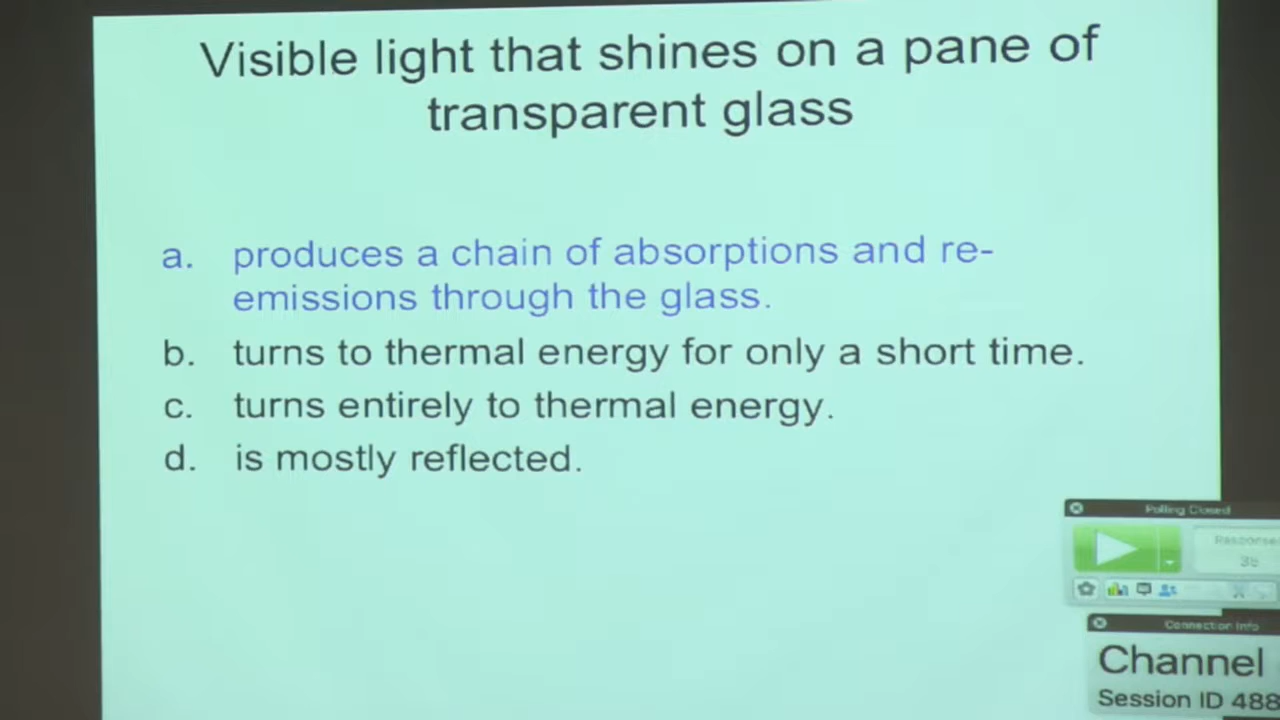 Visible light that shines on a pane of
transparent glass
a. produces a chain of absorptions and re-
emissions through the glass.
b. turns to thermal energy for only a short time.
c. turns entirely to thermal energy.
d. is mostly reflected.
Polling Closed
Connection Info
Channel
Session ID 488